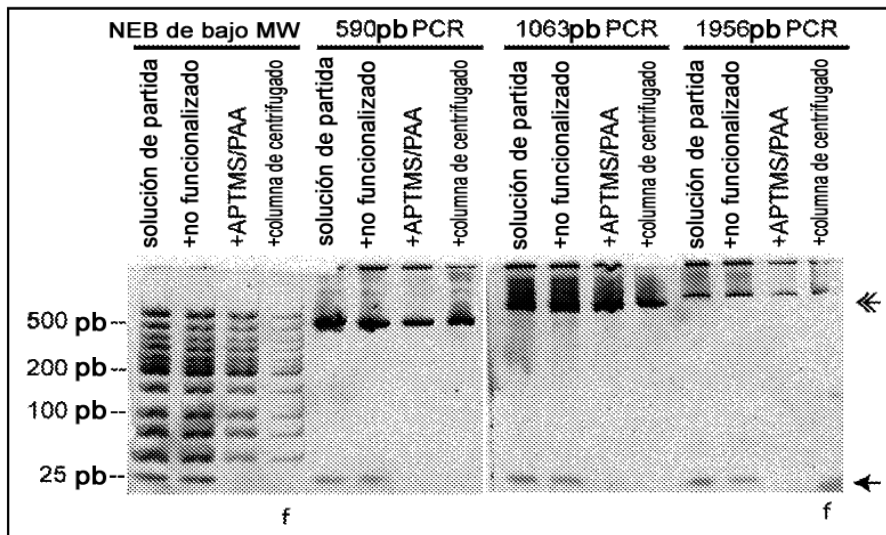 NEB de bajo MW 590pb PCR 1063pb PCR 1956pb PCR
solución de partida
+no funcionalizado
+APTMS/PAA
+columna de centrifugado
solución de partida
+no funcionalizado
+APTMS/PAA
+columna de centrifugado
solución de partida
+no funcionalizado
+APTMS/PAA
+columna de centrifugado
solución de partida
+no funcionalizado
+APTMS/PAA
+columna de centrifugado
500 pb--
200 pb--
100 pb--
25 pb--
f f